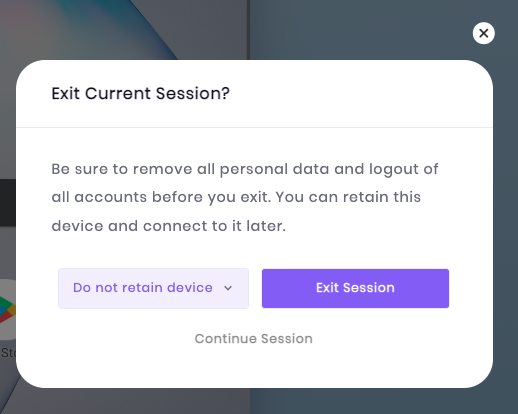 Exit Current Session?
Be sure to remove all personal data and logout of
all accounts before you exit. You can retain this
device and connect to it later.
Do not retain device
Exit Session
Continue Session
Sto